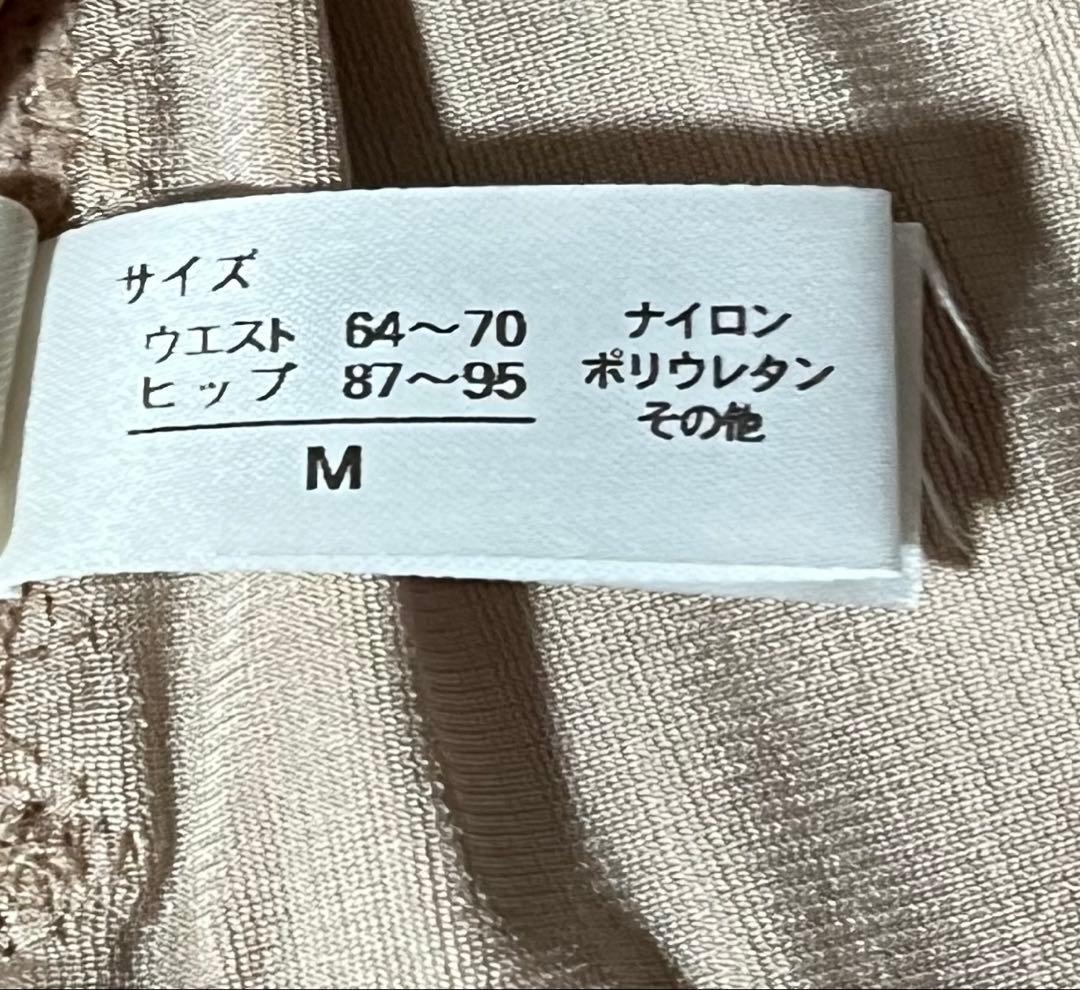 サイズ
ウエスト 64～70
ヒップ 87～95
M
ナイロン
ポリウレタン
その他